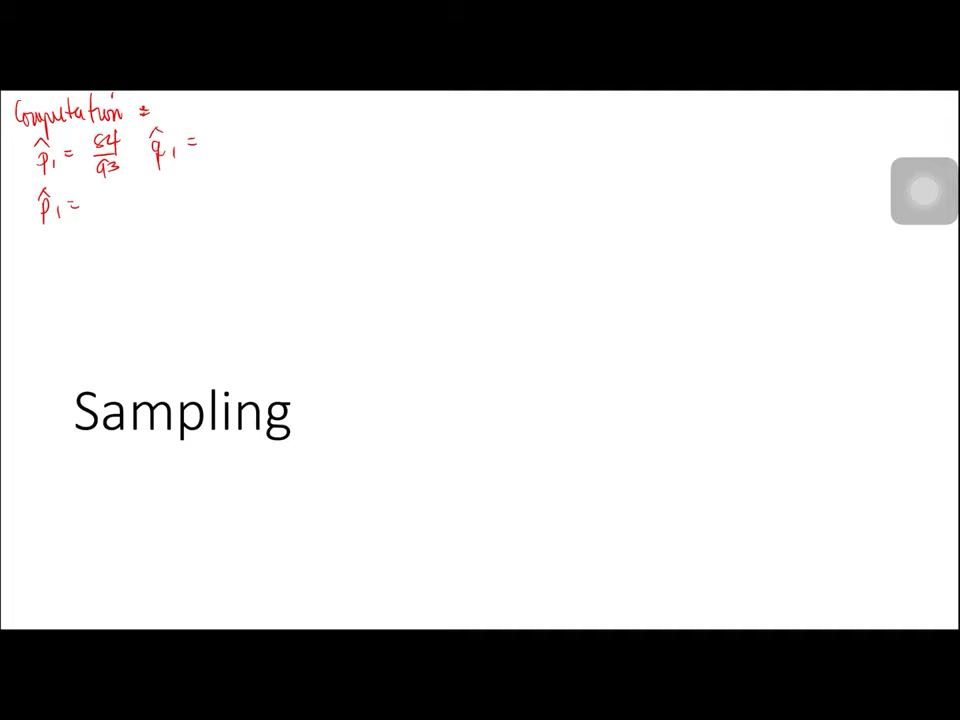 Computation :
p̂₁ = 84/93 q̂₁ =
p̂₁ =
Sampling